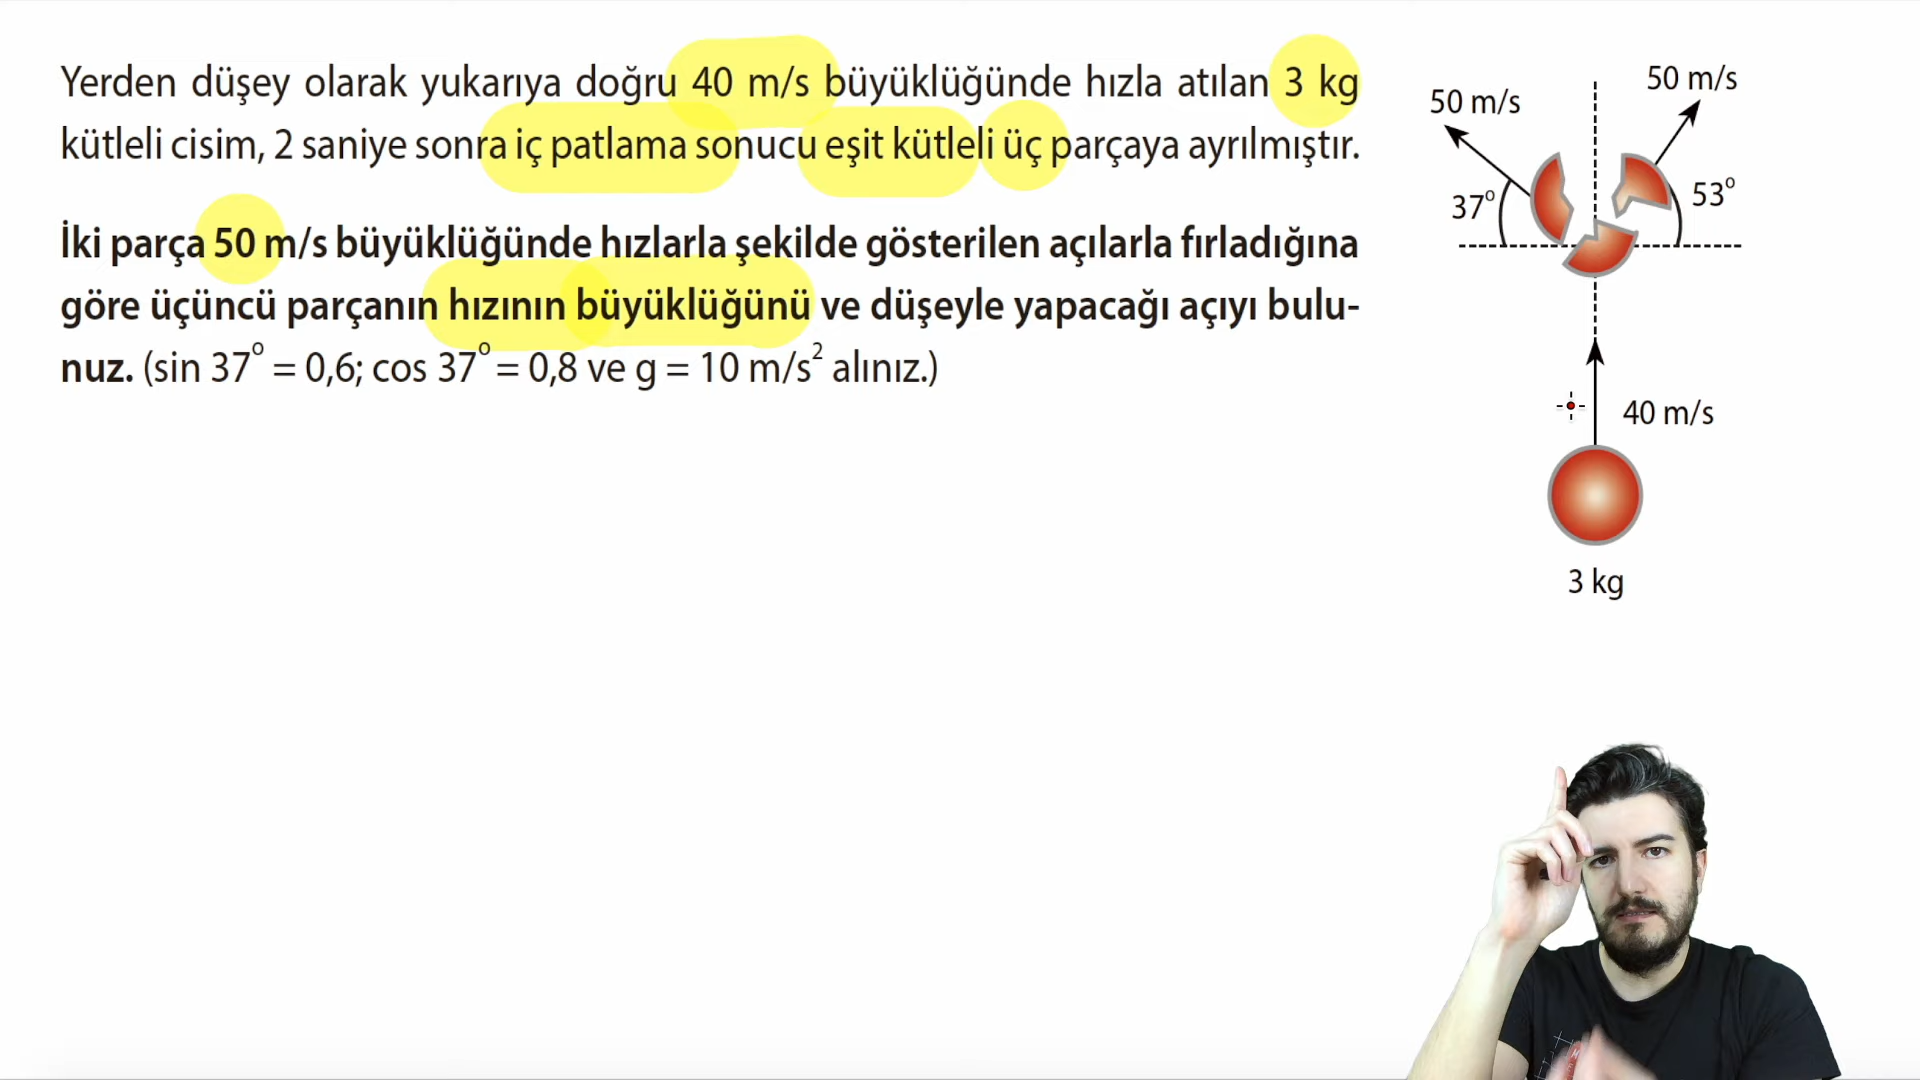 Yerden düşey olarak yukarıya doğru 40 m/s büyüklüğünde hızla atılan 3 kg
kütleli cisim, 2 saniye sonra iç patlama sonucu eşit kütleli üç parçaya ayrılmıştır.
İki parça 50 m/s büyüklüğünde hızlarla şekilde gösterilen açılarla fırladığına
göre üçüncü parçanın hızının büyüklüğünü ve düşeyle yapacağı açıyı bulu-
nuz. (sin 37° = 0,6; cos 37° = 0,8 ve g = 10 m/s² alınız.)
50 m/s
50 m/s
37°
53°
40 m/s
3 kg